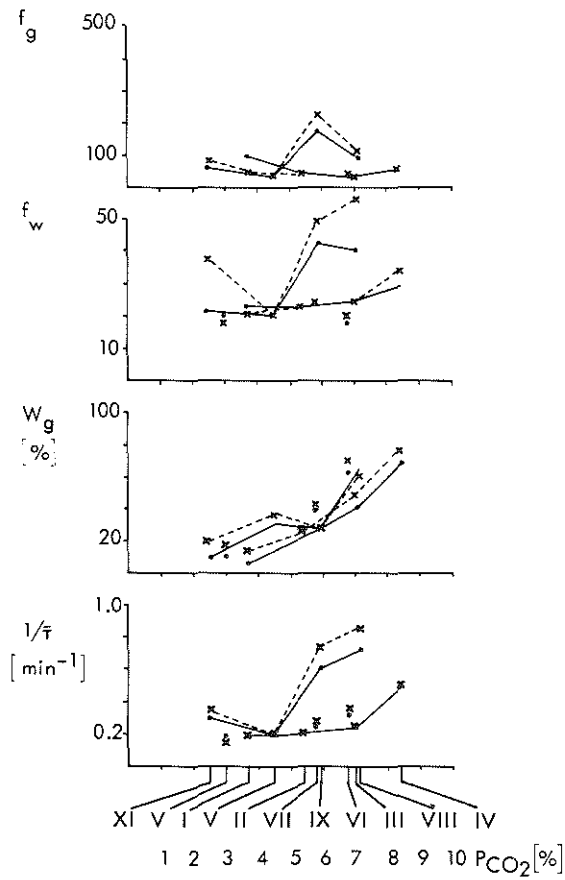 f_g
500
100
f_w
50
10
W_g
[%]
100
20
1/τ̄
[min⁻¹]
1.0
0.2
XI V I V II VII IX VI III VIII IV
1 2 3 4 5 6 7 8 9 10 P_CO2 [%]